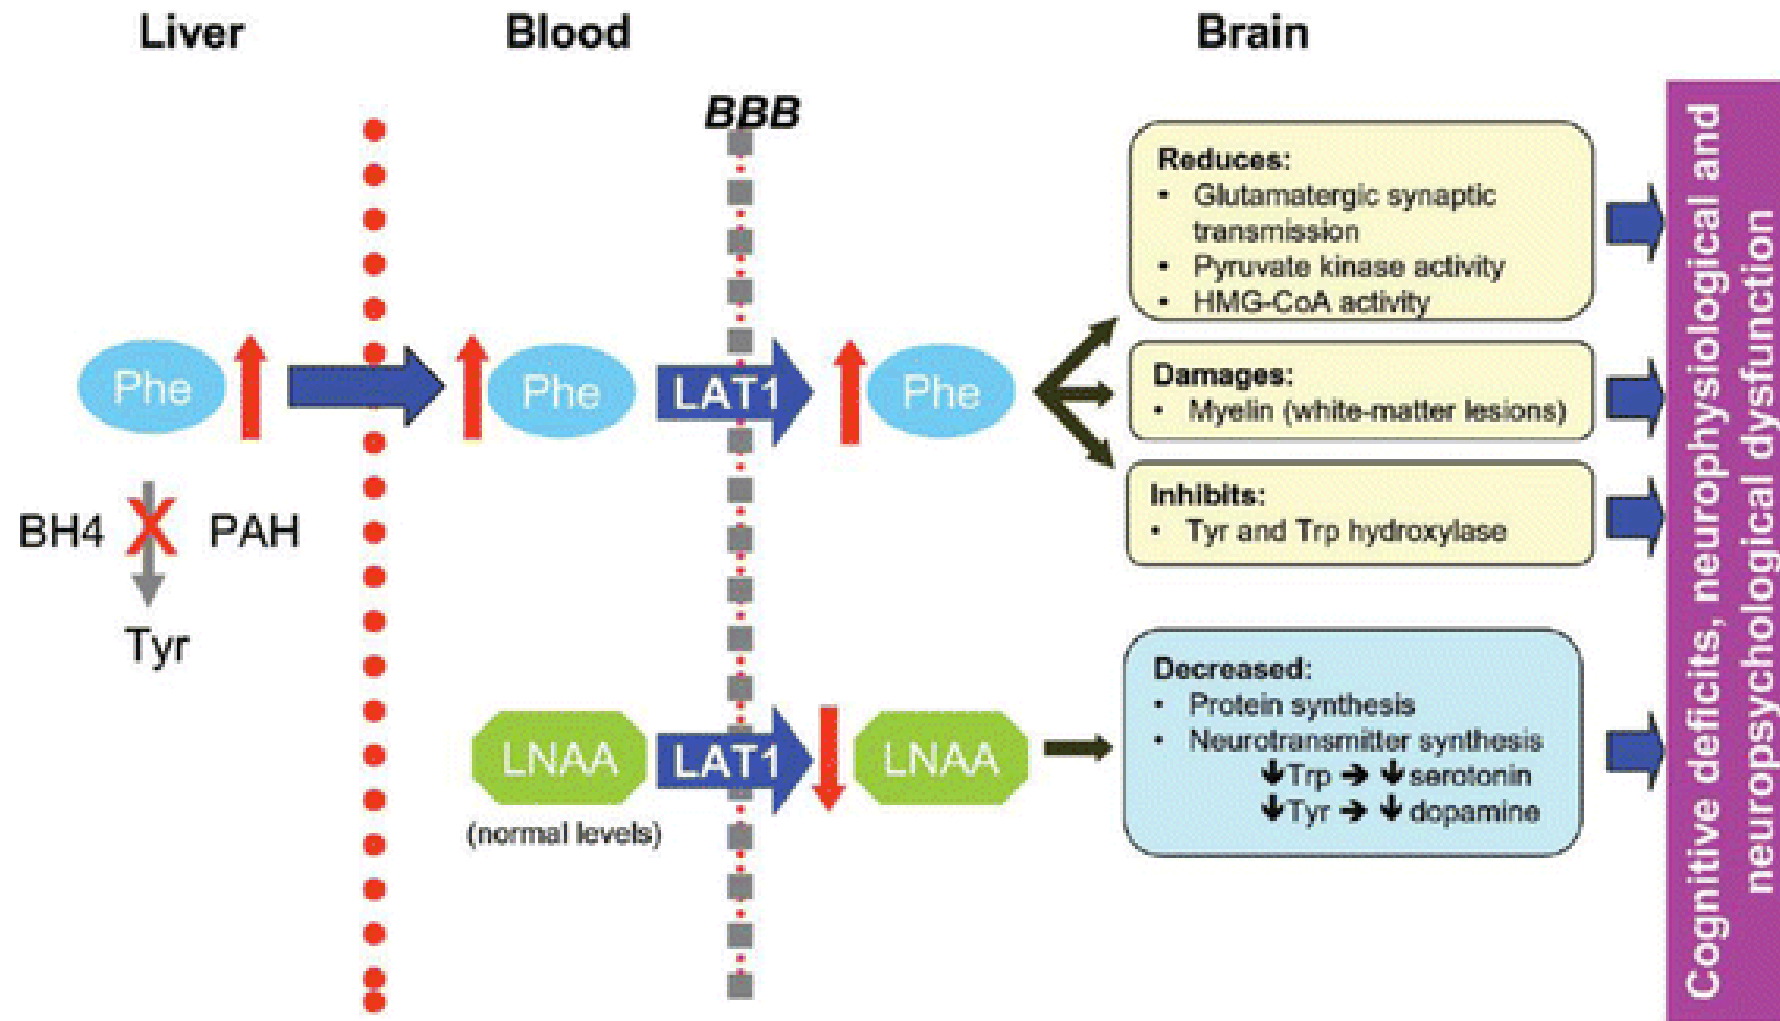 Liver
Blood
Brain
BBB
Phe
Phe
LAT1
Phe
BH4
PAH
Tyr
LNAA
(normal levels)
LAT1
LNAA
Reduces:
• Glutamatergic synaptic
transmission
• Pyruvate kinase activity
• HMG-CoA activity
Damages:
• Myelin (white-matter lesions)
Inhibits:
• Tyr and Trp hydroxylase
Decreased:
• Protein synthesis
• Neurotransmitter synthesis
↓Trp → ↓ serotonin
↓Tyr → ↓ dopamine
Cognitive deficits, neurophysiological and
neuropsychological dysfunction